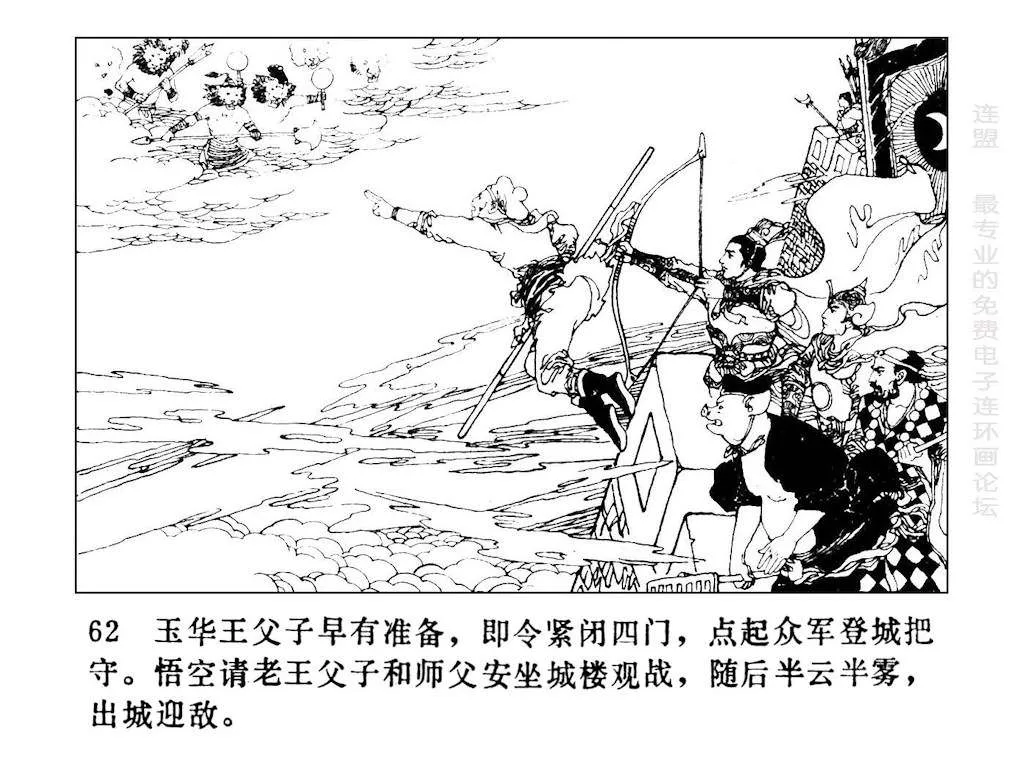 62 玉华王父子早有准备，即令紧闭四门，点起众军登城把
守。悟空请老王父子和师父安坐城楼观战，随后半云半雾，
出城迎敌。
连盟 最专业的免费电子连环画论坛